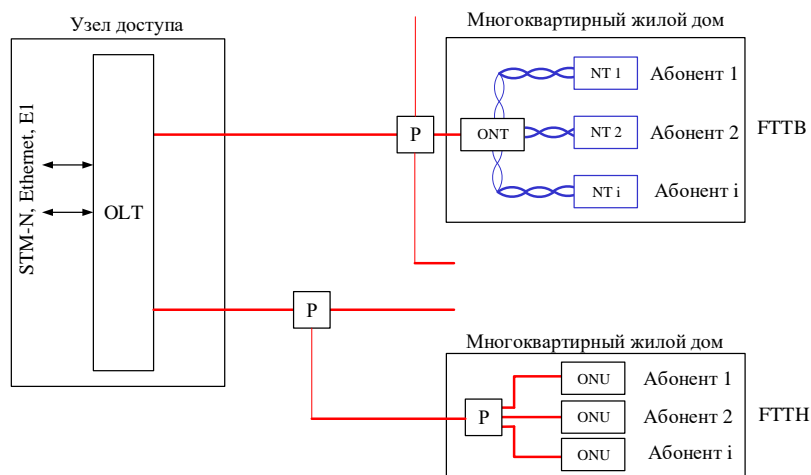 Узел доступа
STM-N, Ethernet, E1
OLT
P
P
Многоквартирный жилой дом
ONT
NT 1
Абонент 1
NT 2
Абонент 2
NT i
Абонент i
FTTB
Многоквартирный жилой дом
P
ONU
Абонент 1
ONU
Абонент 2
ONU
Абонент i
FTTH